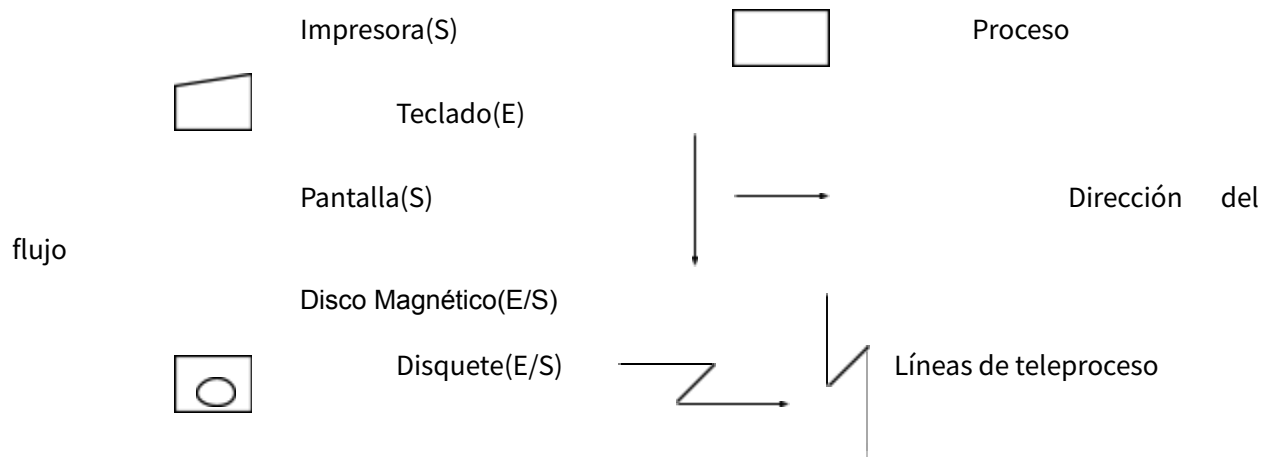 Impresora(S) Proceso
Teclado(E)
Pantalla(S) Dirección del
flujo
Disco Magnético(E/S)
Disquete(E/S) Líneas de teleproceso